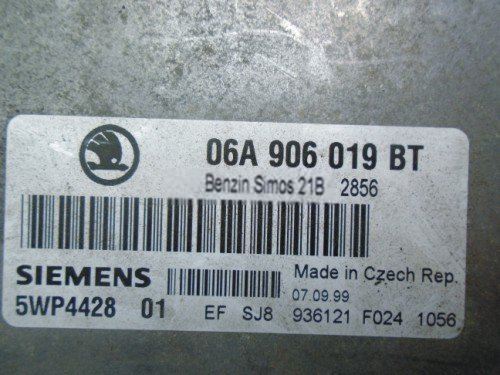 06A 906 019 BT
Benzin Simos 21B 2856
SIEMENS Made in Czech Rep.
07.09.99
5WP4428 01 EF SJ8 936121 F024 1056